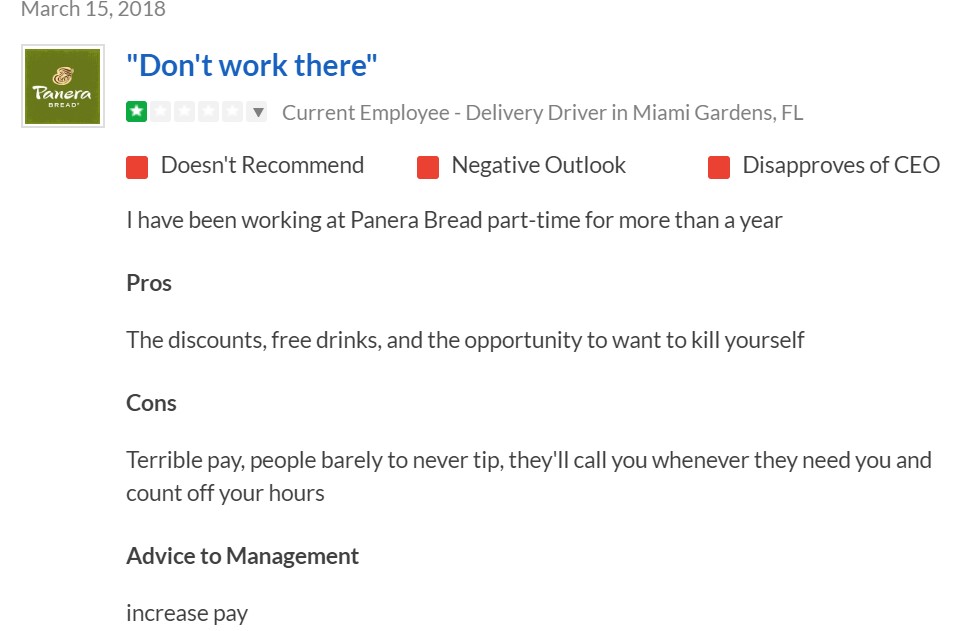 March 15, 2018
Panera
BREAD®
"Don't work there"
Current Employee - Delivery Driver in Miami Gardens, FL
Doesn't Recommend Negative Outlook Disapproves of CEO
I have been working at Panera Bread part-time for more than a year
Pros
The discounts, free drinks, and the opportunity to want to kill yourself
Cons
Terrible pay, people barely to never tip, they'll call you whenever they need you and
count off your hours
Advice to Management
increase pay